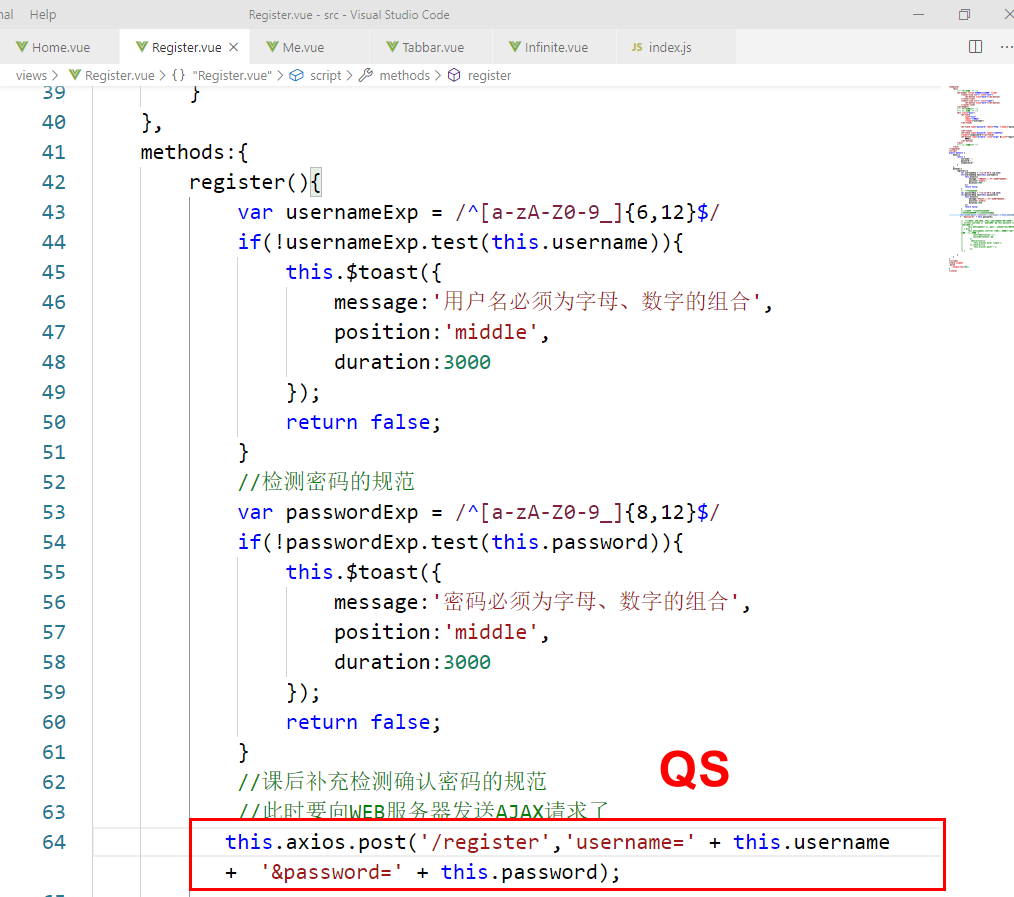 nal Help Register.vue - src - Visual Studio Code
Home.vue Register.vue Me.vue Tabbar.vue Infinite.vue JS index.js
views > Register.vue > {} "Register.vue" > script > methods > register
39 }
40 },
41 methods:{
42 register(){
43 var usernameExp = /^[a-zA-Z0-9_]{6,12}$/
44 if(!usernameExp.test(this.username)){
45 this.$toast({
46 message:'用户名必须为字母、数字的组合',
47 position:'middle',
48 duration:3000
49 });
50 return false;
51 }
52 //检测密码的规范
53 var passwordExp = /^[a-zA-Z0-9_]{8,12}$/
54 if(!passwordExp.test(this.password)){
55 this.$toast({
56 message:'密码必须为字母、数字的组合',
57 position:'middle',
58 duration:3000
59 });
60 return false;
61 }
QS
62 //课后补充检测确认密码的规范
63 //此时要向WEB服务器发送AJAX请求了
64 this.axios.post('/register','username=' + this.username
+ '&password=' + this.password);